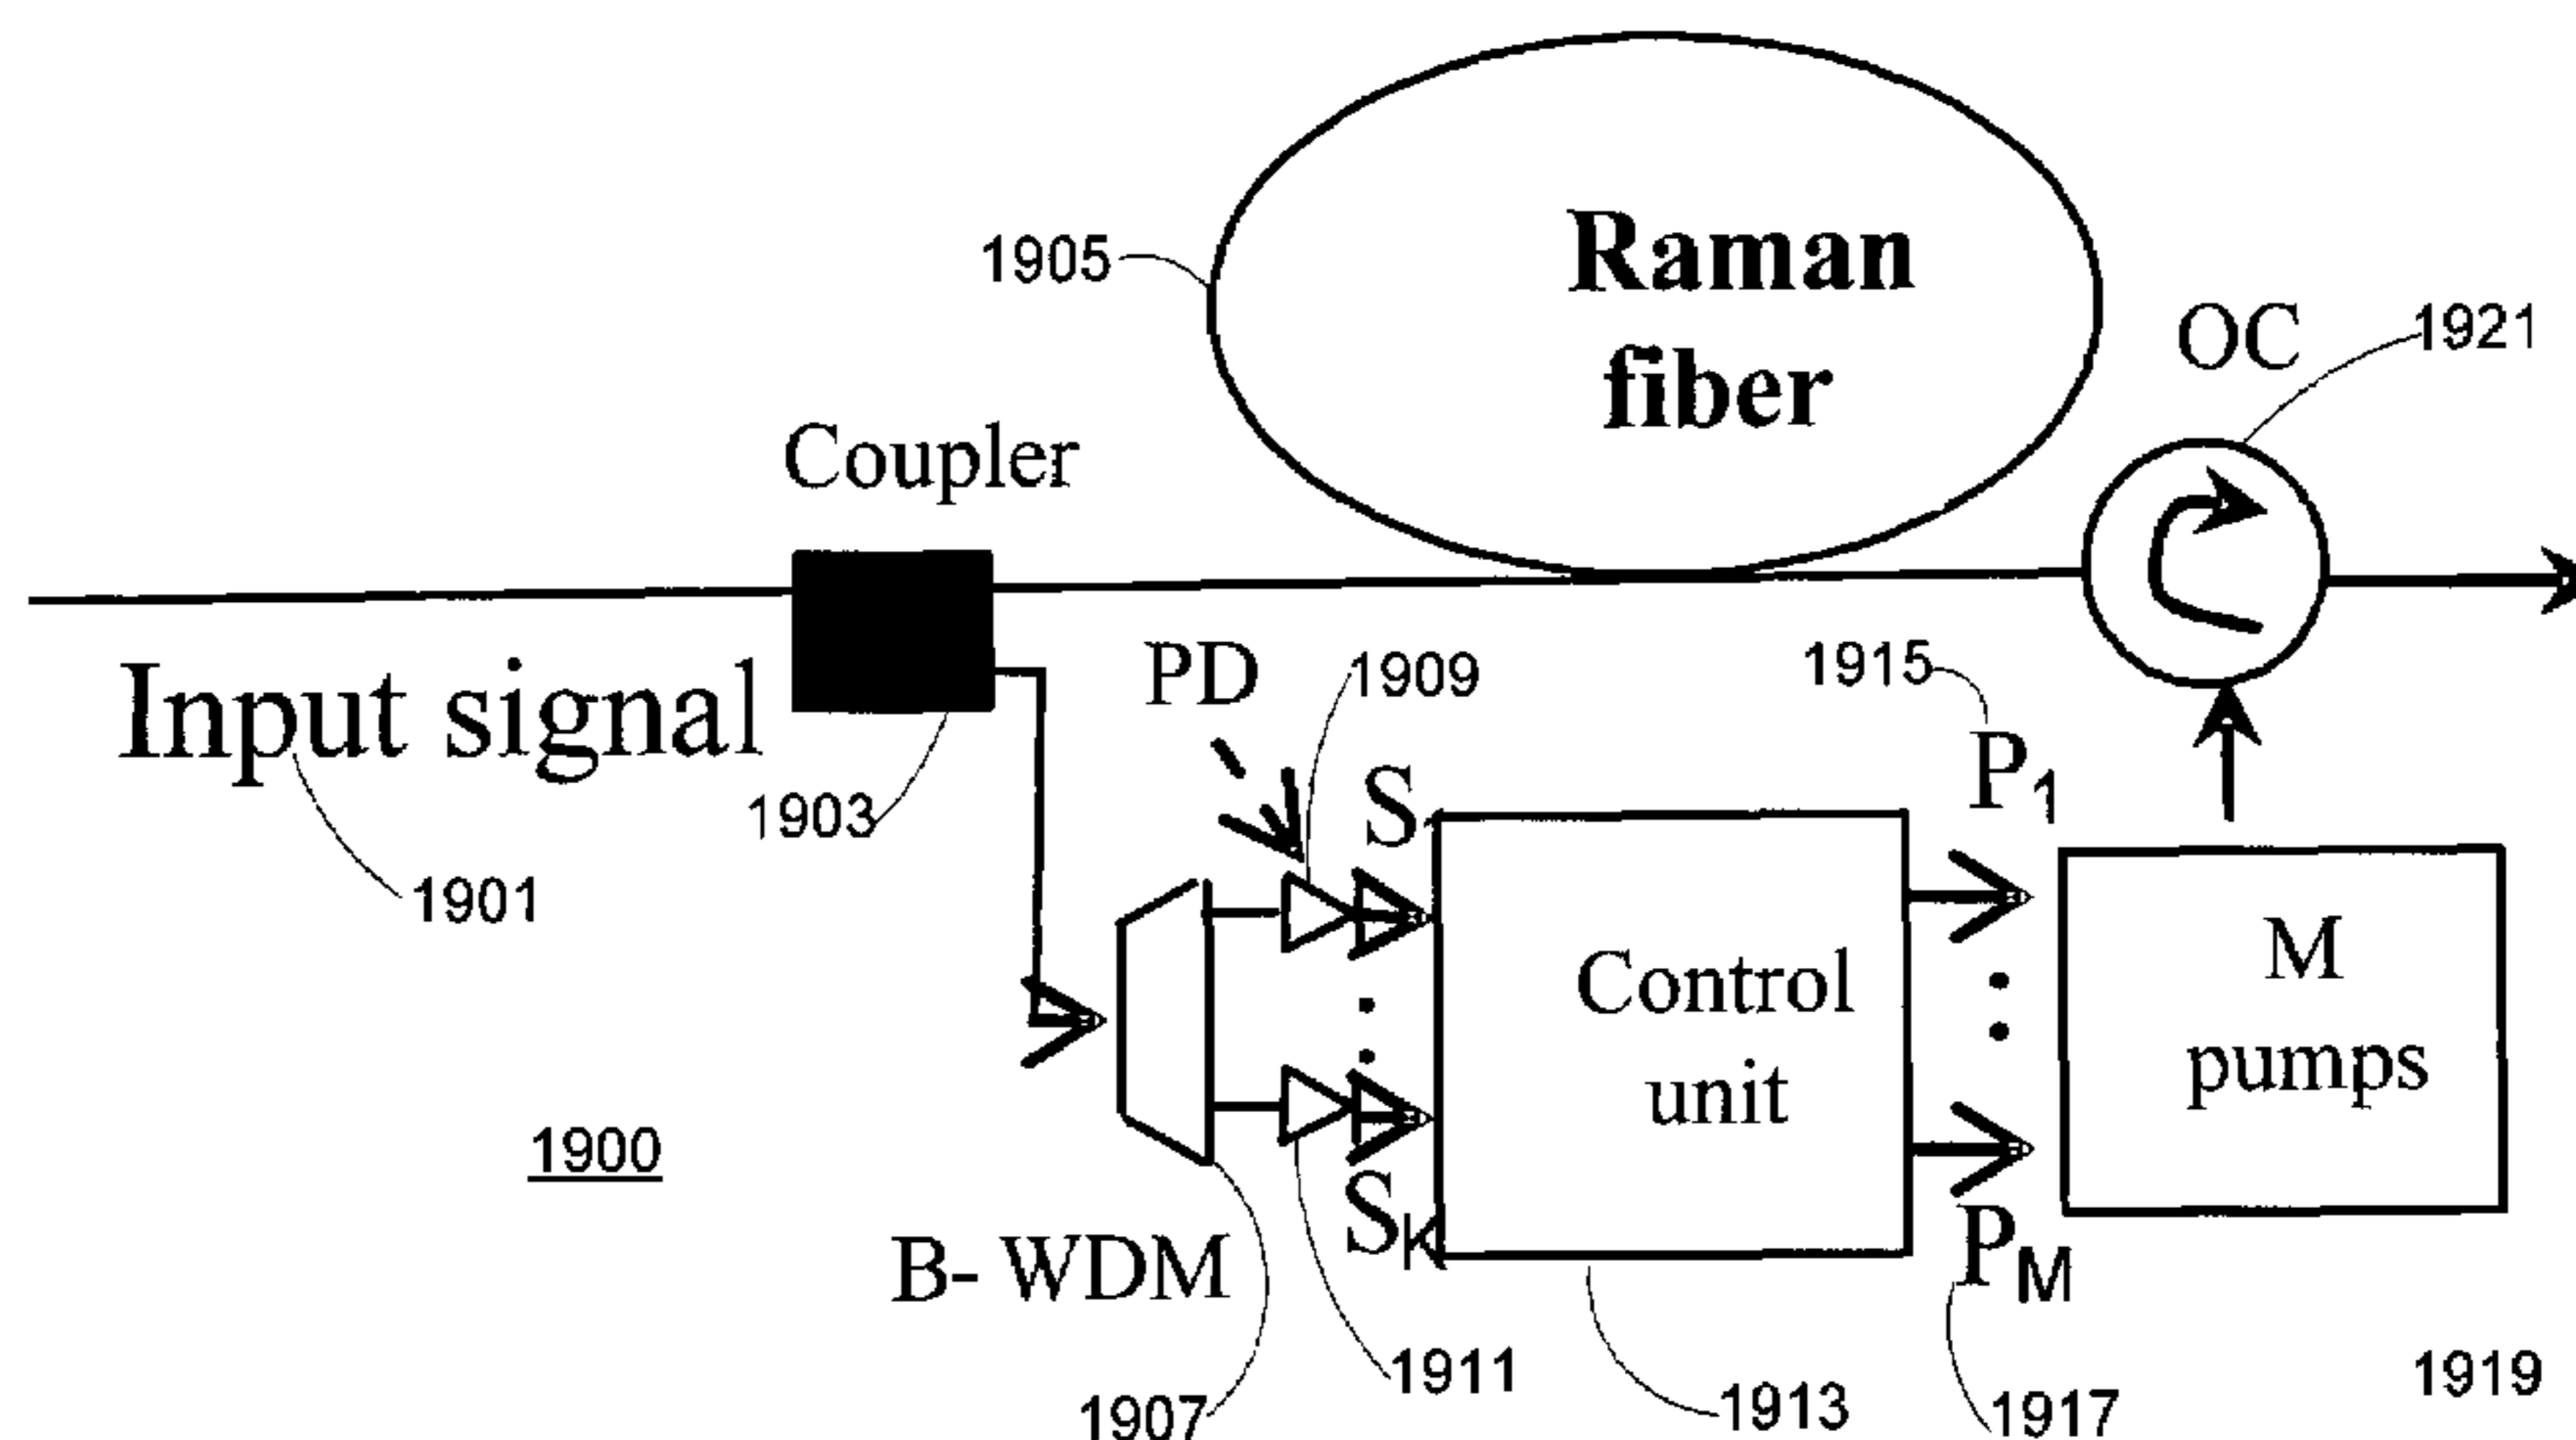 Raman
fiber
1905
OC
1921
Coupler
Input signal
1903
1901
PD
1909
1915
S
P1
Control
unit
M
pumps
1900
B- WDM
SK
PM
1907
1911
1913
1917
1919